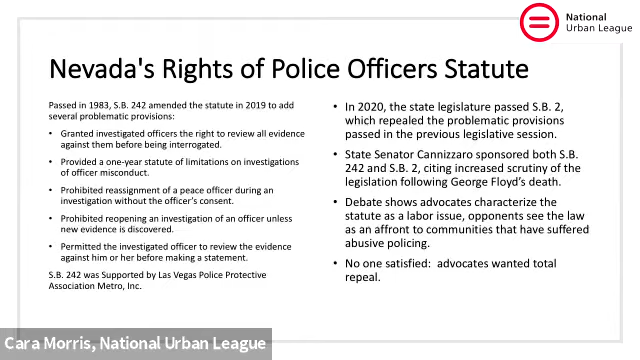 National
Urban League
Nevada's Rights of Police Officers Statute
Passed in 1983, S.B. 242 amended the statute in 2019 to add
several problematic provisions:
• Granted investigated officers the right to review all evidence
against them before being interrogated.
• Provided a one-year statute of limitations on investigations
of officer misconduct.
• Prohibited reassignment of a peace officer during an
investigation without the officer's consent.
• Prohibited reopening an investigation of an officer unless
new evidence is discovered.
• Permitted the investigated officer to review the evidence
against him or her before making a statement.
S.B. 242 was Supported by Las Vegas Police Protective
Association Metro, Inc.
• In 2020, the state legislature passed S.B. 2,
which repealed the problematic provisions
passed in the previous legislative session.
• State Senator Cannizzaro sponsored both S.B.
242 and S.B. 2, citing increased scrutiny of the
legislation following George Floyd's death.
• Debate shows advocates characterize the
statute as a labor issue, opponents see the law
as an affront to communities that have suffered
abusive policing.
• No one satisfied: advocates wanted total
repeal.
Cara Morris, National Urban League